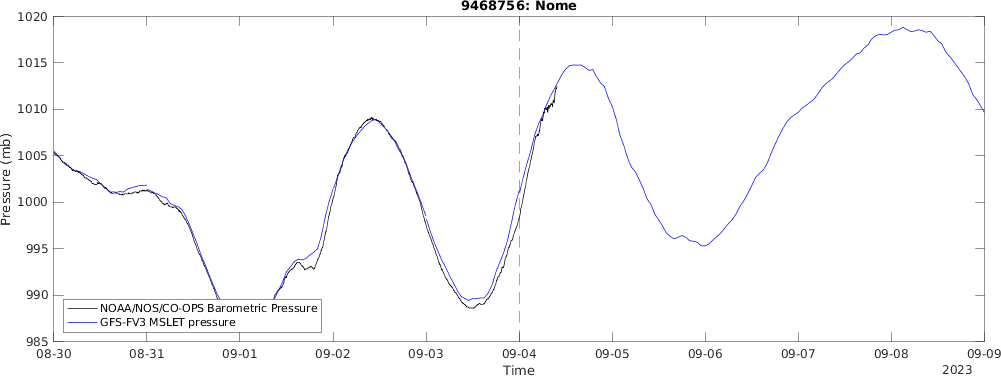 9468756: Nome
1020
1015
1010
1005
1000
995
990
985
Pressure (mb)
NOAA/NOS/CO-OPS Barometric Pressure
GFS-FV3 MSLET pressure
08-30 08-31 09-01 09-02 09-03 09-04 09-05 09-06 09-07 09-08 09-09
Time
2023